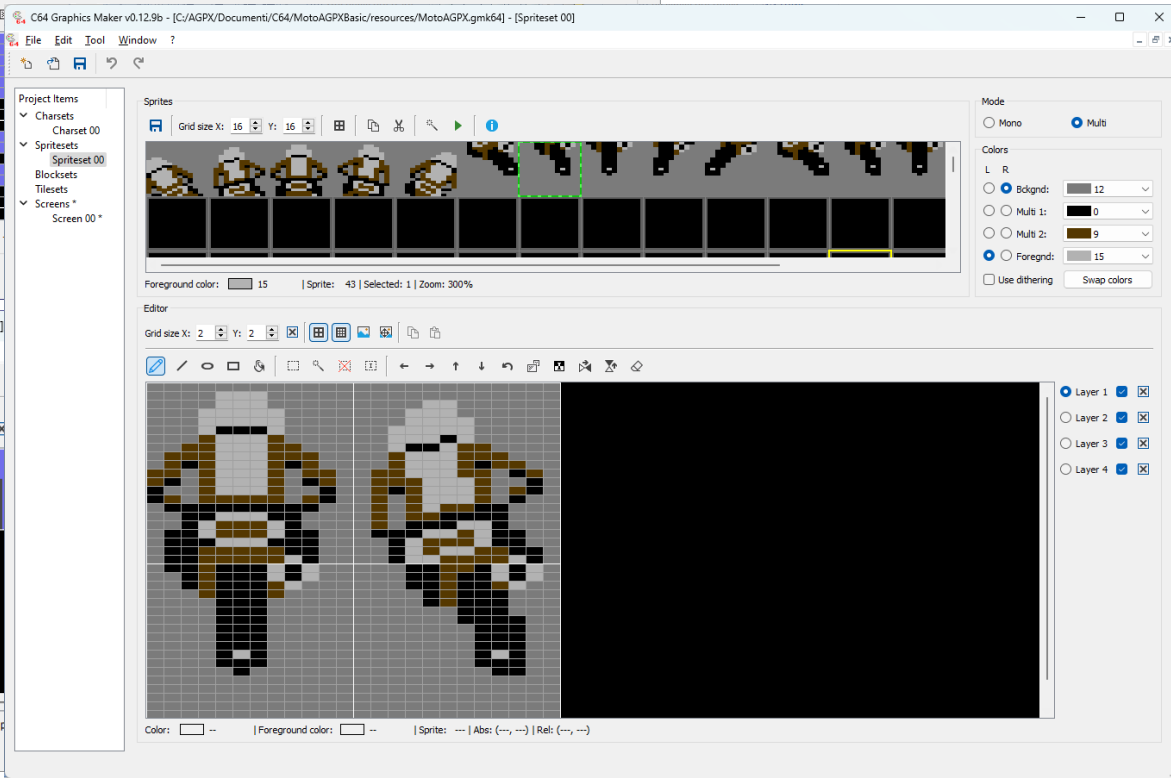 C64 Graphics Maker v0.12.9b - [C:/AGPX/Documenti/C64/MotoAGPXBasic/resources/MotoAGPX.gmk64] - [Spriteset 00]
File Edit Tool Window ?
Project Items
Charsets
Charset 00
Spritesets
Spriteset 00
Blocksets
Tilesets
Screens *
Screen 00 *
Sprites
Grid size X: 16 Y: 16
Foreground color: 15 | Sprite: 43 | Selected: 1 | Zoom: 300%
Mode
Mono Multi
Colors
L R
Bckgnd: 12
Multi 1: 0
Multi 2: 9
Foregnd: 15
Use dithering Swap colors
Editor
Grid size X: 2 Y: 2
Layer 1
Layer 2
Layer 3
Layer 4
Color: -- | Foreground color: -- | Sprite: --- | Abs: (---, ---) | Rel: (---, ---)